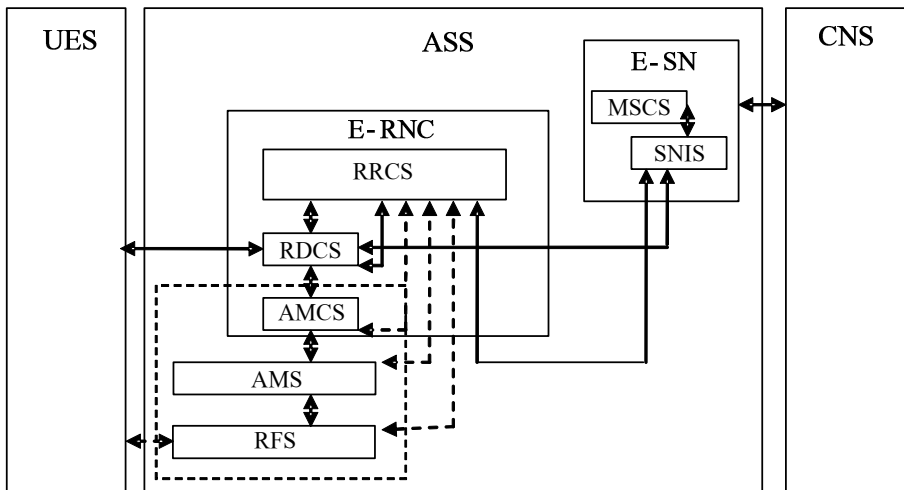 UES
ASS
CNS
E-SN
MSCS
SNIS
E-RNC
RRCS
RDCS
AMCS
AMS
RFS